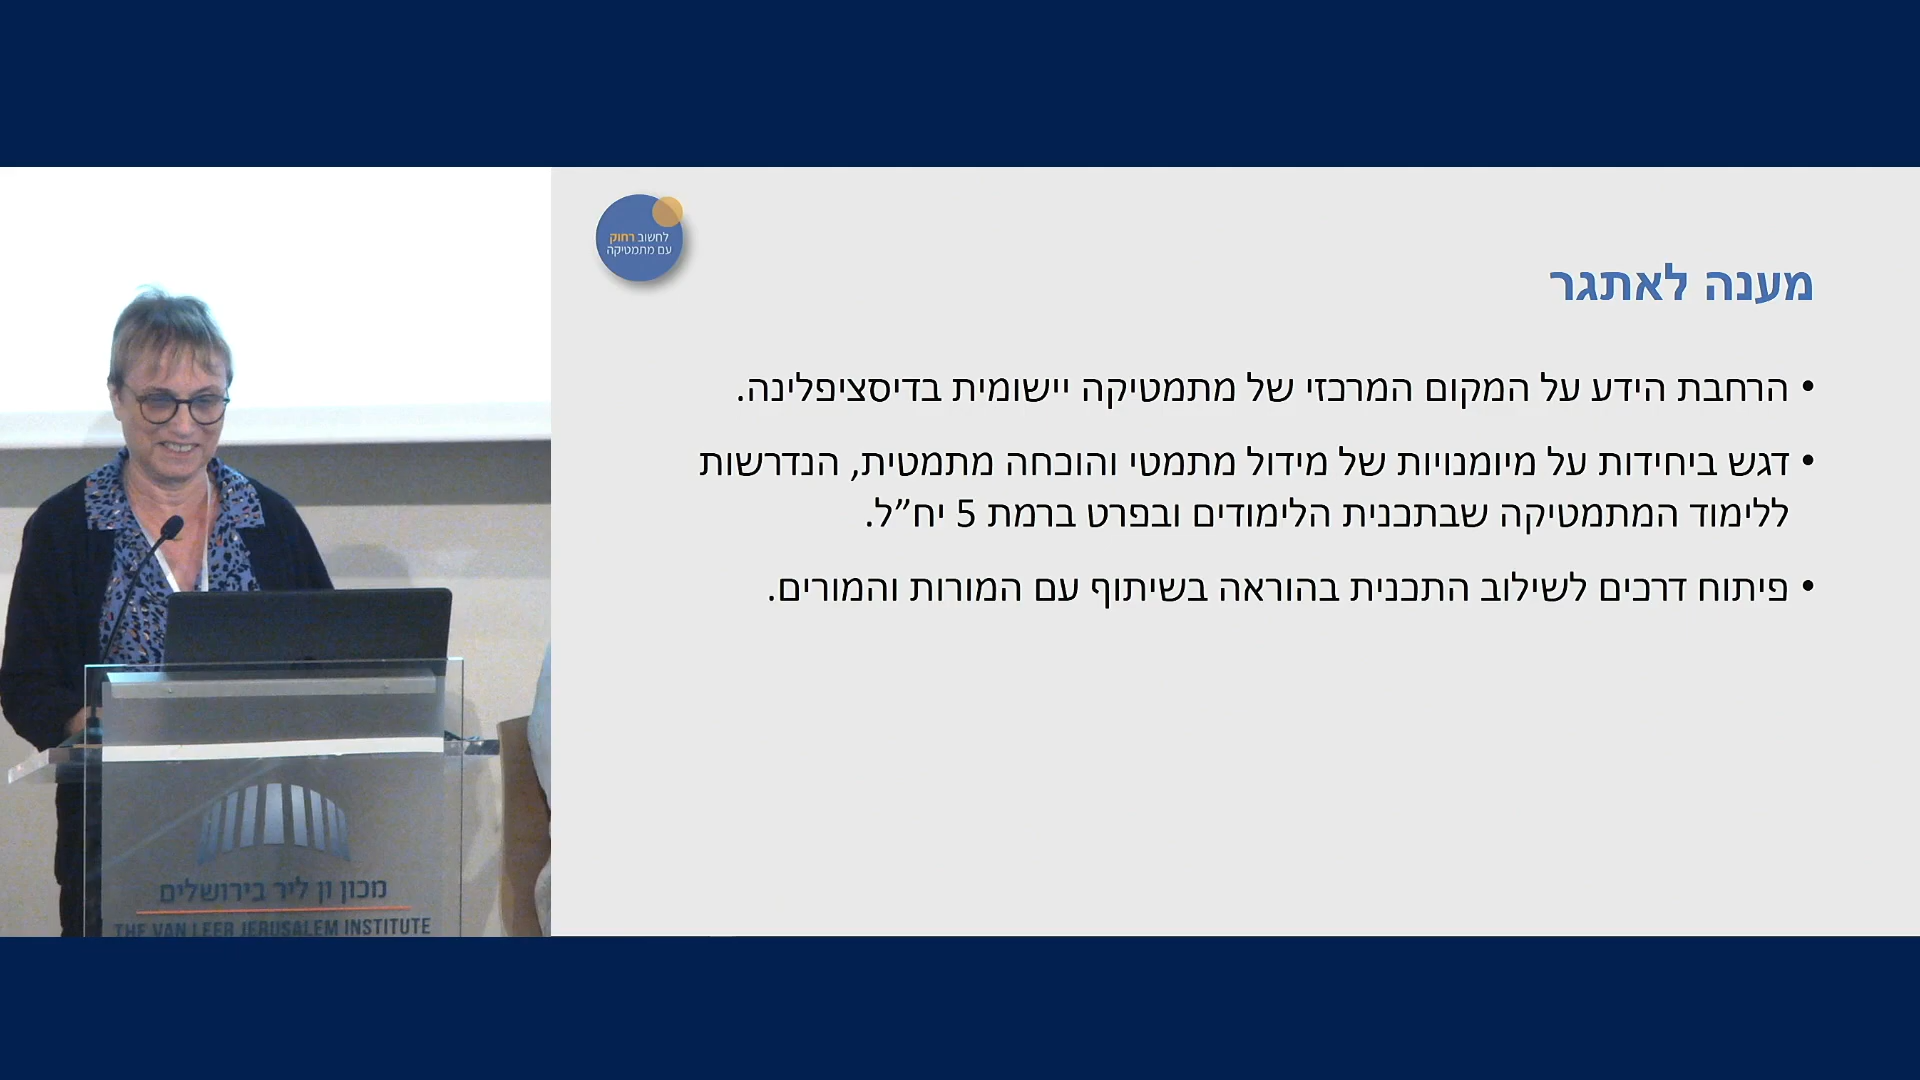 לחשוב רחוק
עם מתמטיקה
מענה לאתגר
• הרחבת הידע על המקום המרכזי של מתמטיקה יישומית בדיסציפלינה.
• דגש ביחידות על מיומנויות של מידול מתמטי והוכחה מתמטית, הנדרשות
ללימוד המתמטיקה שבתכנית הלימודים ובפרט ברמת 5 יח״ל.
• פיתוח דרכים לשילוב התכנית בהוראה בשיתוף עם המורות והמורים.
מכון ון ליר בירושלים
THE VAN LEER JERUSALEM INSTITUTE